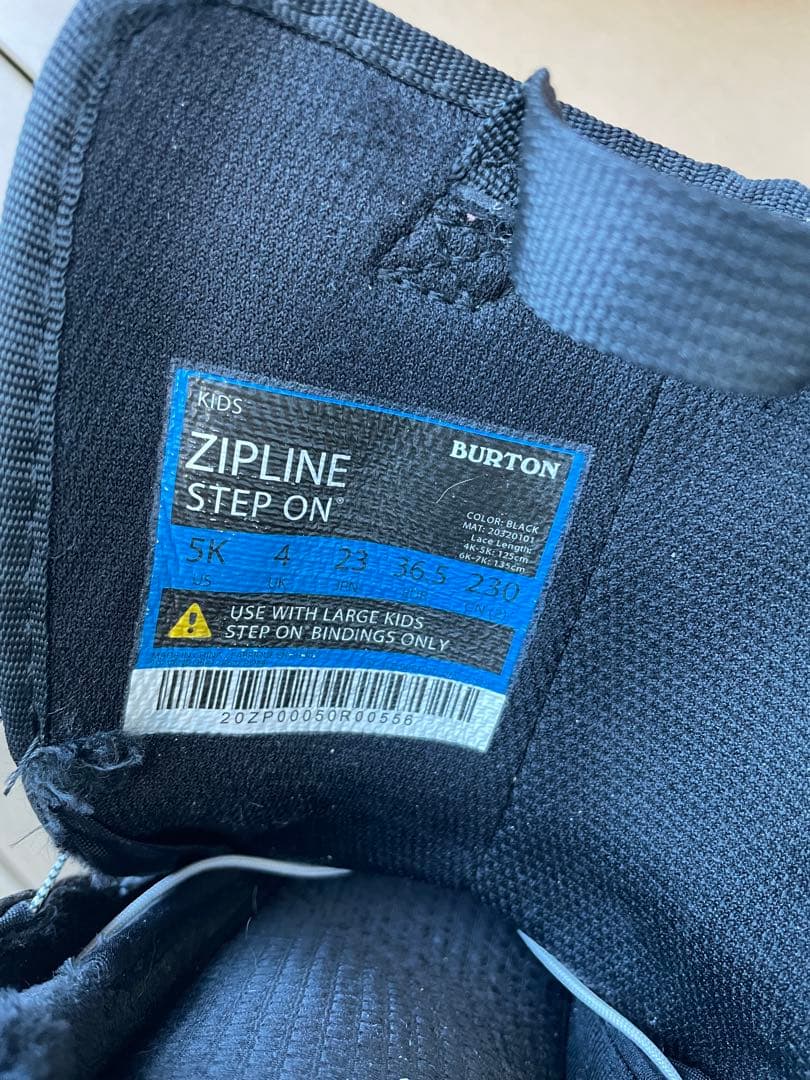 KIDS
ZIPLINE
STEP ON®
BURTON
COLOR: BLACK
MAT: 20320101
Lace Length:
4K-5K: 125cm
6K-7K: 135cm
5K 4 23 36.5 230
US UK JPN EUR
USE WITH LARGE KIDS
STEP ON® BINDINGS ONLY
20ZP00050R00556